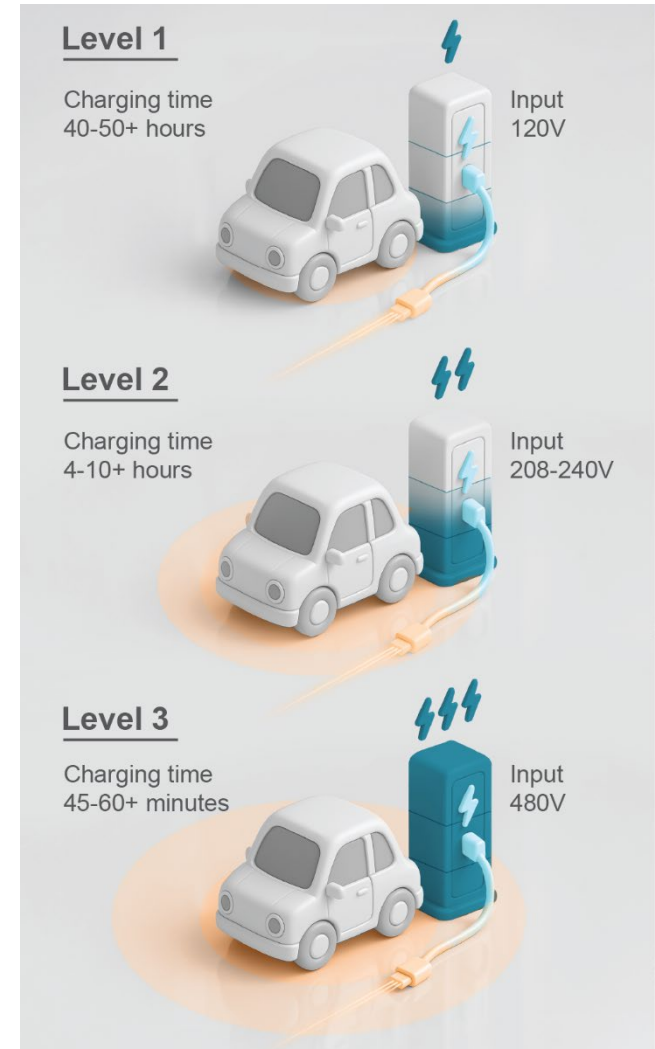 Level 1
Charging time
40-50+ hours
Input
120V
Level 2
Charging time
4-10+ hours
Input
208-240V
Level 3
Charging time
45-60+ minutes
Input
480V